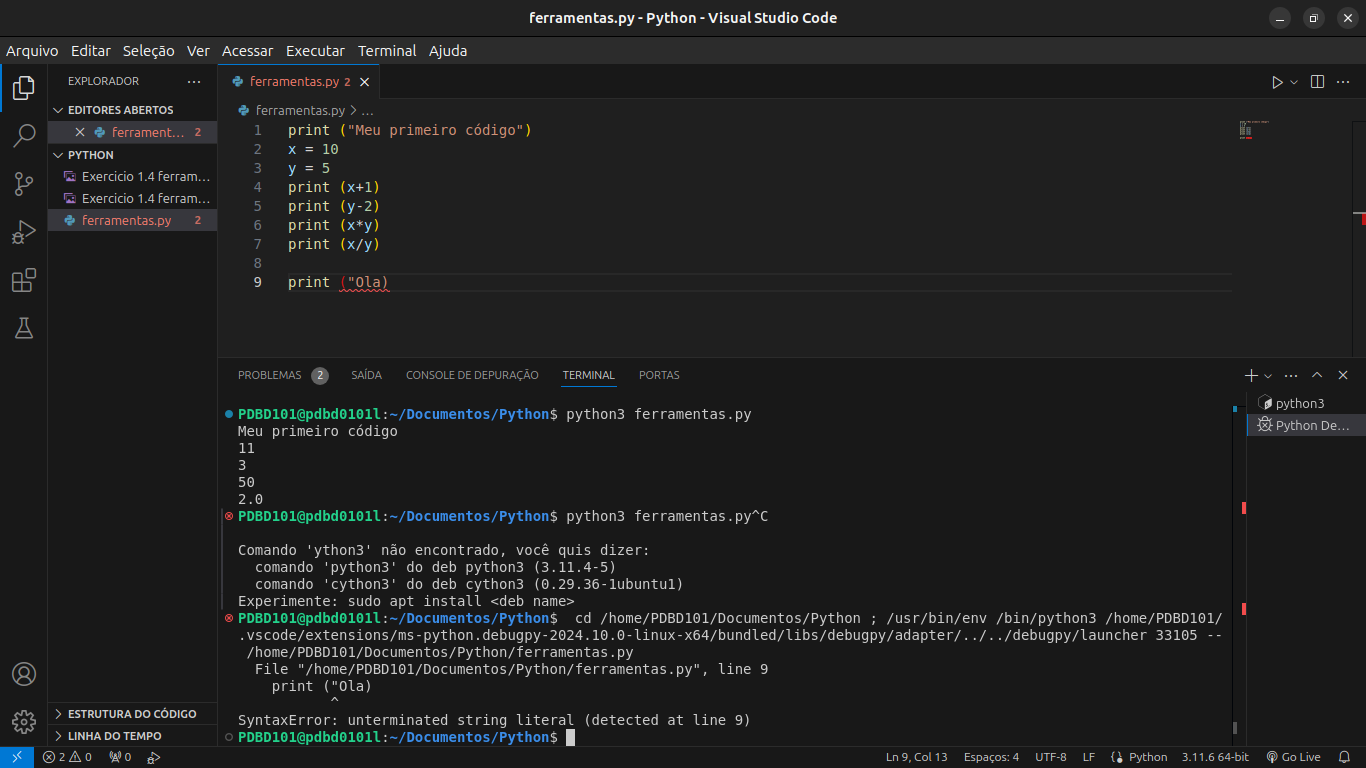 ferramentas.py - Python - Visual Studio Code
Arquivo Editar Seleção Ver Acessar Executar Terminal Ajuda
EXPLORADOR
EDITORES ABERTOS
ferrament... 2
PYTHON
Exercicio 1.4 ferram...
Exercicio 1.4 ferram...
ferramentas.py 2
ESTRUTURA DO CÓDIGO
LINHA DO TEMPO
ferramentas.py 2
ferramentas.py > ...
1 print ("Meu primeiro código")
2 x = 10
3 y = 5
4 print (x+1)
5 print (y-2)
6 print (x*y)
7 print (x/y)
8
9 print ("Ola)
PROBLEMAS 2 SAÍDA CONSOLE DE DEPURAÇÃO TERMINAL PORTAS
PDBD101@pdbd0101l:~/Documentos/Python$ python3 ferramentas.py
Meu primeiro código
11
3
50
2.0
PDBD101@pdbd0101l:~/Documentos/Python$ python3 ferramentas.py^C
Comando 'ython3' não encontrado, você quis dizer:
comando 'python3' do deb python3 (3.11.4-5)
comando 'cython3' do deb cython3 (0.29.36-1ubuntu1)
Experimente: sudo apt install <deb name>
PDBD101@pdbd0101l:~/Documentos/Python$  cd /home/PDBD101/Documentos/Python ; /usr/bin/env /bin/python3 /home/PDBD101/
.vscode/extensions/ms-python.debugpy-2024.10.0-linux-x64/bundled/libs/debugpy/adapter/../../debugpy/launcher 33105 --
/home/PDBD101/Documentos/Python/ferramentas.py
File "/home/PDBD101/Documentos/Python/ferramentas.py", line 9
print ("Ola)
^
SyntaxError: unterminated string literal (detected at line 9)
PDBD101@pdbd0101l:~/Documentos/Python$
python3
Python De...
2 0 0 Ln 9, Col 13 Espaços: 4 UTF-8 LF Python 3.11.6 64-bit Go Live